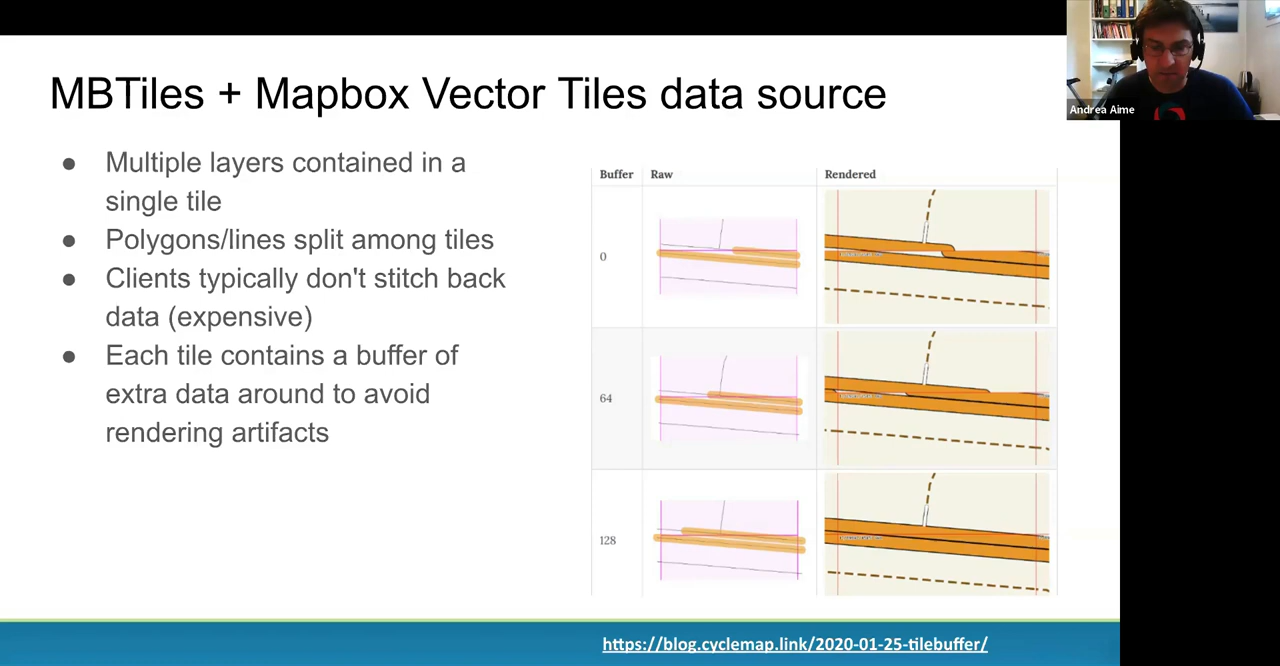 MBTiles + Mapbox Vector Tiles data source
Andrea Aime
● Multiple layers contained in a
single tile
● Polygons/lines split among tiles
● Clients typically don't stitch back
data (expensive)
● Each tile contains a buffer of
extra data around to avoid
rendering artifacts
Buffer Raw Rendered
0
64
128
https://blog.cyclemap.link/2020-01-25-tilebuffer/